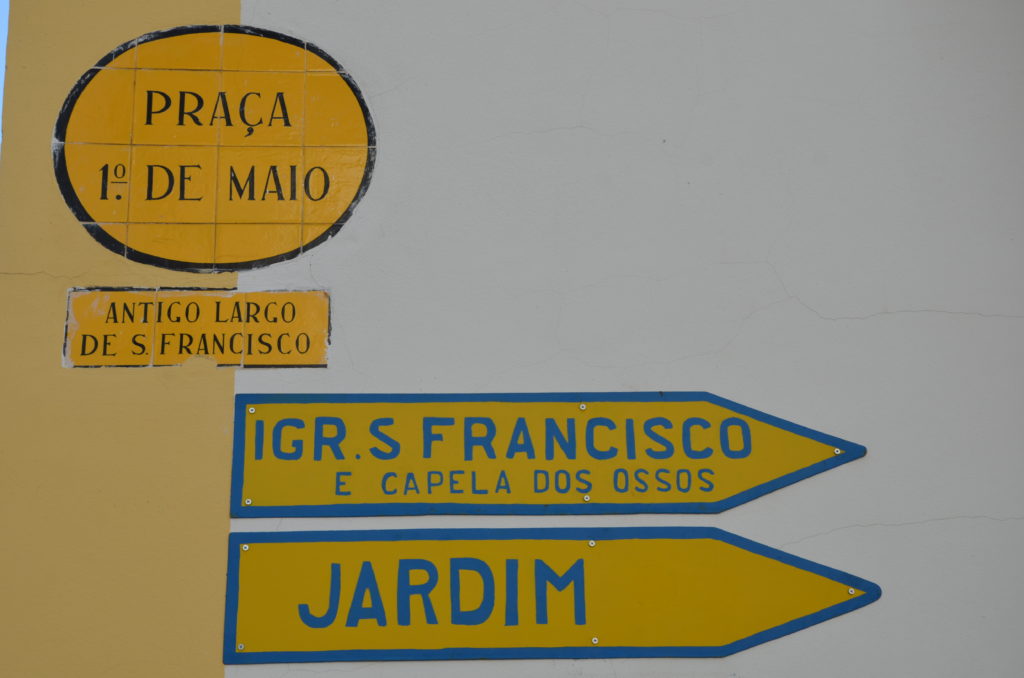 PRAÇA
1º. DE MAIO
ANTIGO LARGO
DE S. FRANCISCO
IGR. S FRANCISCO
E CAPELA DOS OSSOS
JARDIM